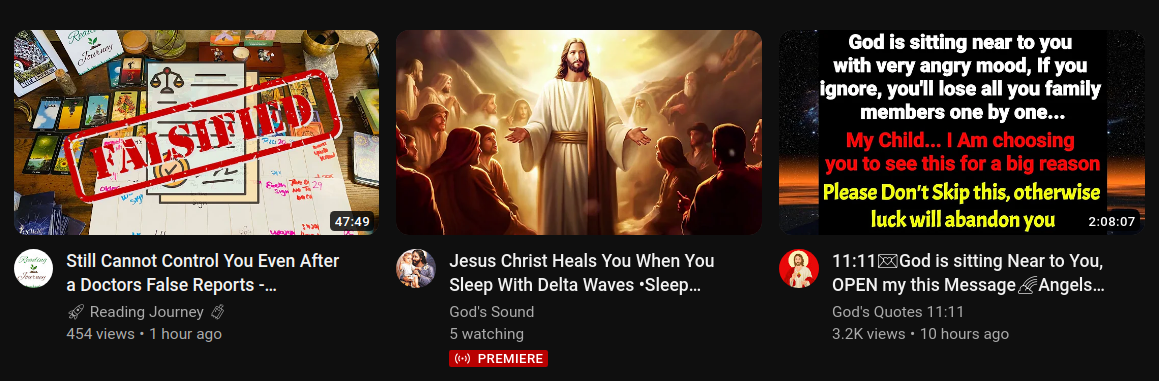 Reading
Journey
FALSIFIED
47:49
God is sitting near to you
with very angry mood, If you
ignore, you'll lose all you family
members one by one...
My Child... I Am choosing
you to see this for a big reason
Please Don't Skip this, otherwise
luck will abandon you
2:08:07
Still Cannot Control You Even After
a Doctors False Reports -...
Reading Journey
454 views • 1 hour ago
Jesus Christ Heals You When You
Sleep With Delta Waves •Sleep...
God's Sound
5 watching
PREMIERE
11:11✉God is sitting Near to You,
OPEN my this Message🌈Angels...
God's Quotes 11:11
3.2K views • 10 hours ago